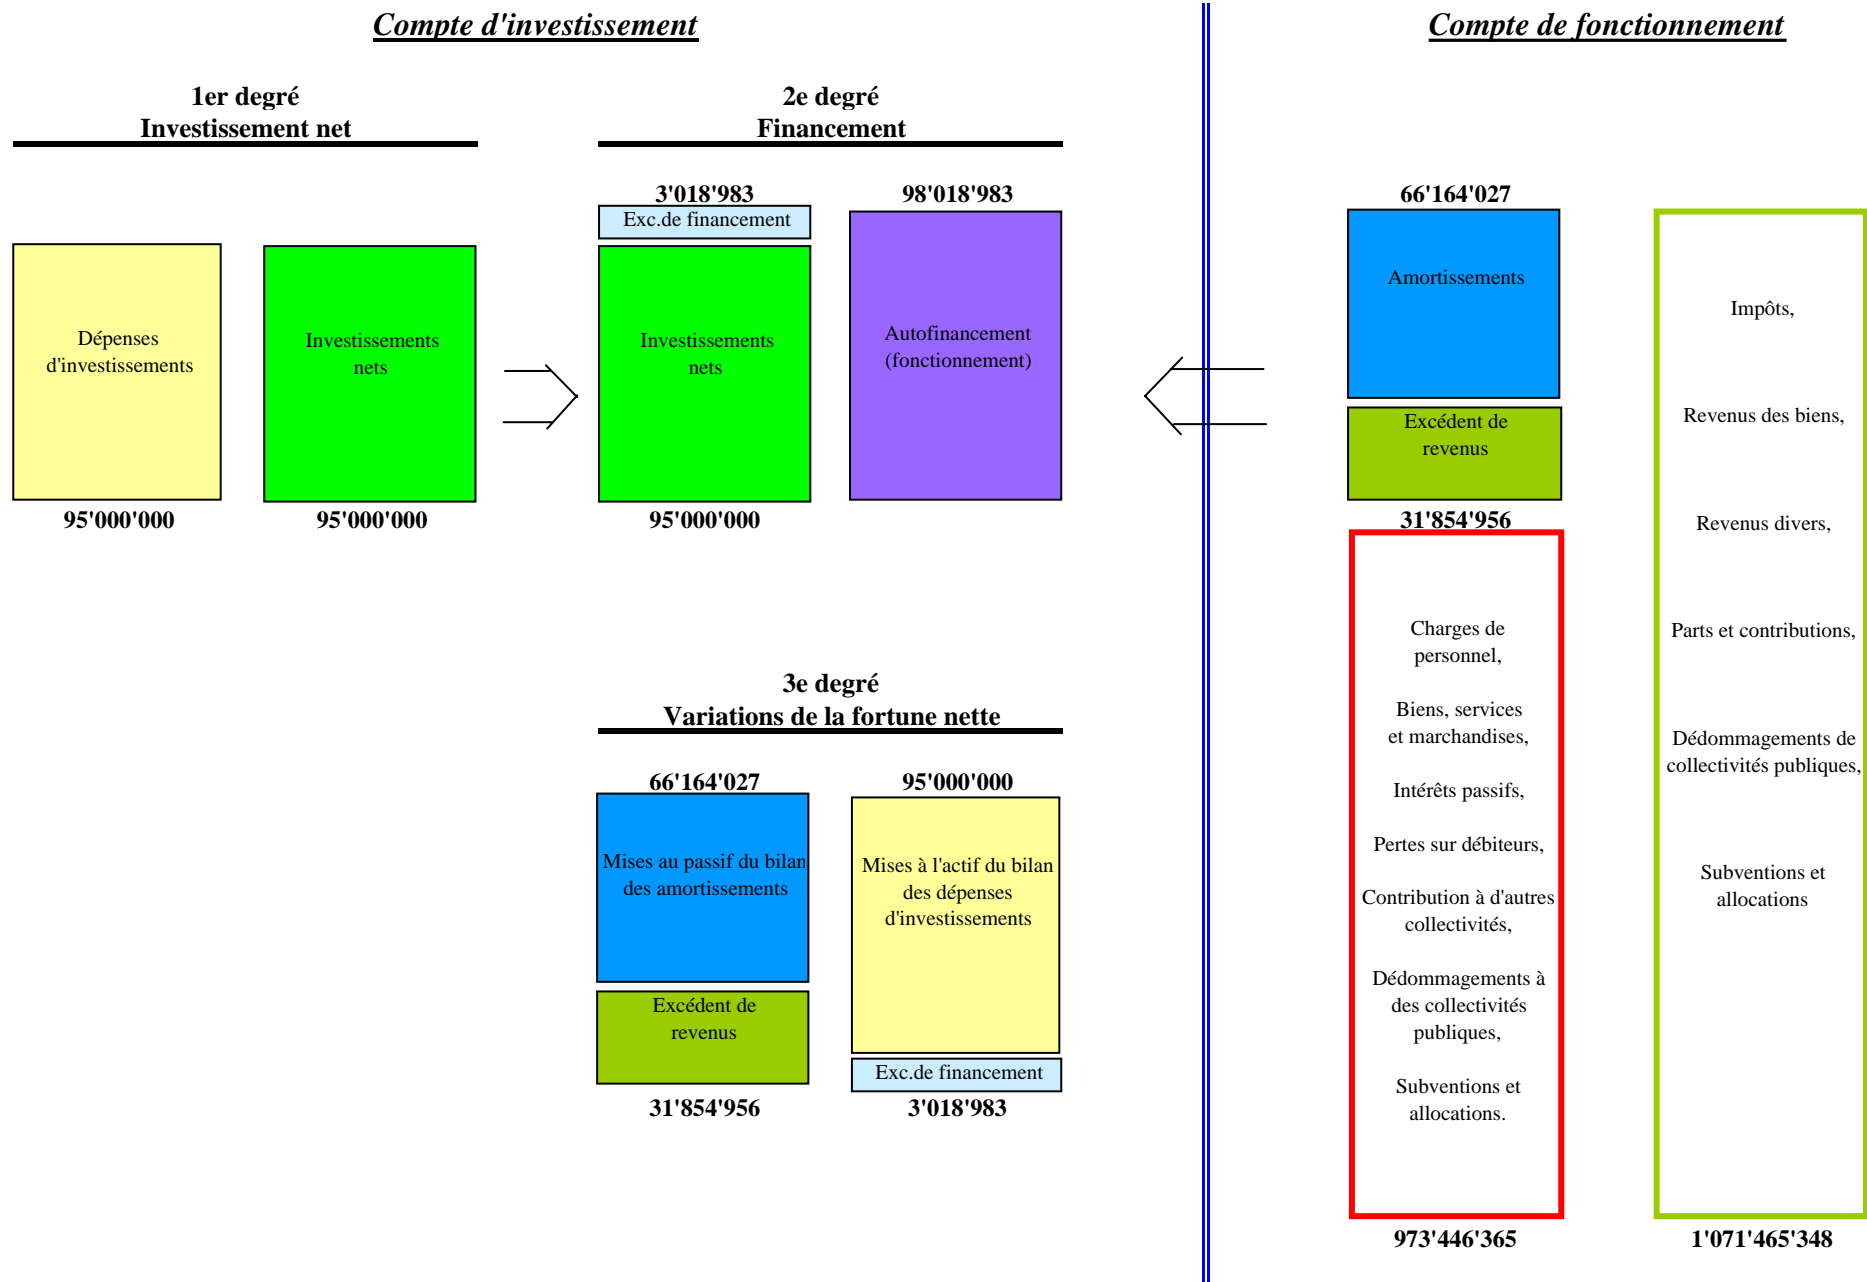 Compte d'investissement
1er degré
Investissement net
2e degré
Financement
3'018'983
98'018'983
Exc.de financement
Dépenses
d'investissements
Investissements
nets
Investissements
nets
Autofinancement
(fonctionnement)
95'000'000
95'000'000
95'000'000
3e degré
Variations de la fortune nette
66'164'027
95'000'000
Mises au passif du bilan
des amortissements
Mises à l'actif du bilan
des dépenses
d'investissements
Excédent de
revenus
Exc.de financement
31'854'956
3'018'983
Compte de fonctionnement
66'164'027
Amortissements
Excédent de
revenus
31'854'956
Charges de
personnel,
Biens, services
et marchandises,
Intérêts passifs,
Pertes sur débiteurs,
Contribution à d'autres
collectivités,
Dédommagements à
des collectivités
publiques,
Subventions et
allocations.
973'446'365
Impôts,
Revenus des biens,
Revenus divers,
Parts et contributions,
Dédommagements de
collectivités publiques,
Subventions et
allocations
1'071'465'348